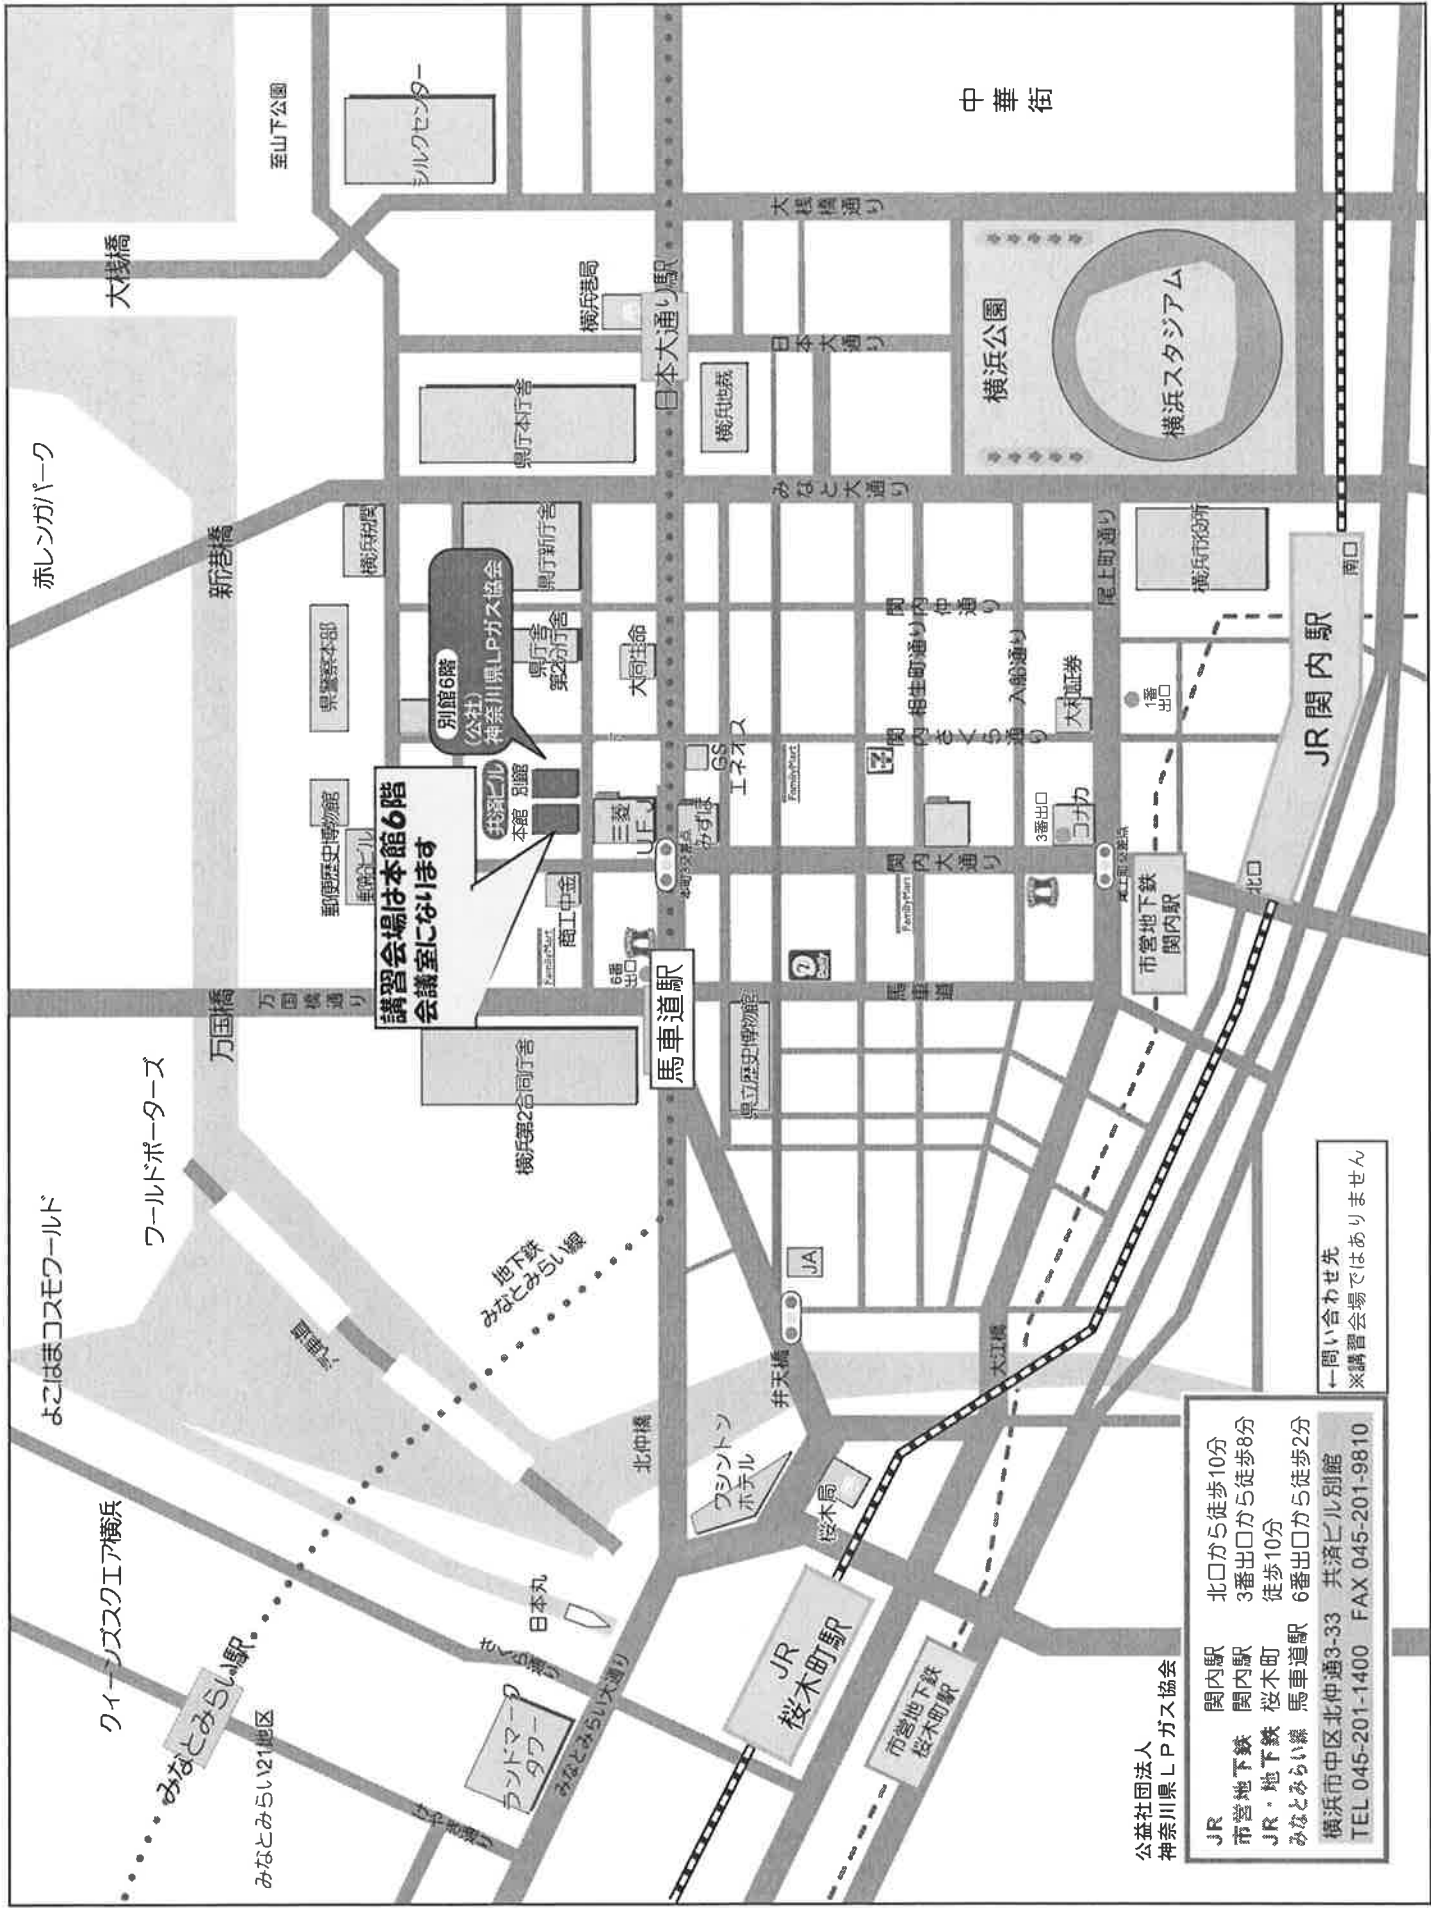 赤レンガパーク
新港橋
大桟橋
至山下公園
シルクセンター
よこはまコスモワールド
ワールドポーターズ
万国橋
万国橋通り
汽車道
クィーンズスクエア横浜
みなとみらい駅
みなとみらい21地区
地下鉄
みなとみらい線
日本丸
さくら通り
ランドマーク
タワー
けやき通り
みなとみらい大通り
北仲橋
ワシントン
ホテル
弁天橋
桜木局
JR
桜木町駅
市営地下鉄
桜木町駅
大江橋
JA
横浜第2合同庁舎
馬車道駅
県立歴史博物館
馬車道
郵便歴史博物館
郵船ビル
県警察本部
横浜税関
講習会場は本館6階
会議室になります
共済ビル
本館
別館
別館6階
(公社)
神奈川県LPガス協会
県庁新庁舎
県庁舎
第2分庁舎
県庁本庁舎
横浜港局
日本大通り駅
横浜地裁
日本大通り
大桟橋通り
中華街
横浜公園
横浜スタジアム
みなと大通り
大同生命
FamilyMart
商工中金
6番
出口
三菱
UFJ
みずほ
本町3交差点
GS
エネオス
FamilyMart
FamilyMart
Daily
関内大通り
関内さくら通り
関内仲通り
相生町通り
入船通り
尾上町通り
大和証券
3番出口
コナカ
1番
出口
横浜市役所
市営地下鉄
関内駅
北口
JR 関内駅
南口
公益社団法人
神奈川県LPガス協会
JR 関内駅 北口から徒歩10分
市営地下鉄 関内駅 3番出口から徒歩8分
JR・地下鉄 桜木町 徒歩10分
みなとみらい線 馬車道駅 6番出口から徒歩2分
横浜市中区北仲通3-33 共済ビル別館
TEL 045-201-1400 FAX 045-201-9810
←問い合わせ先
※講習会場ではありません